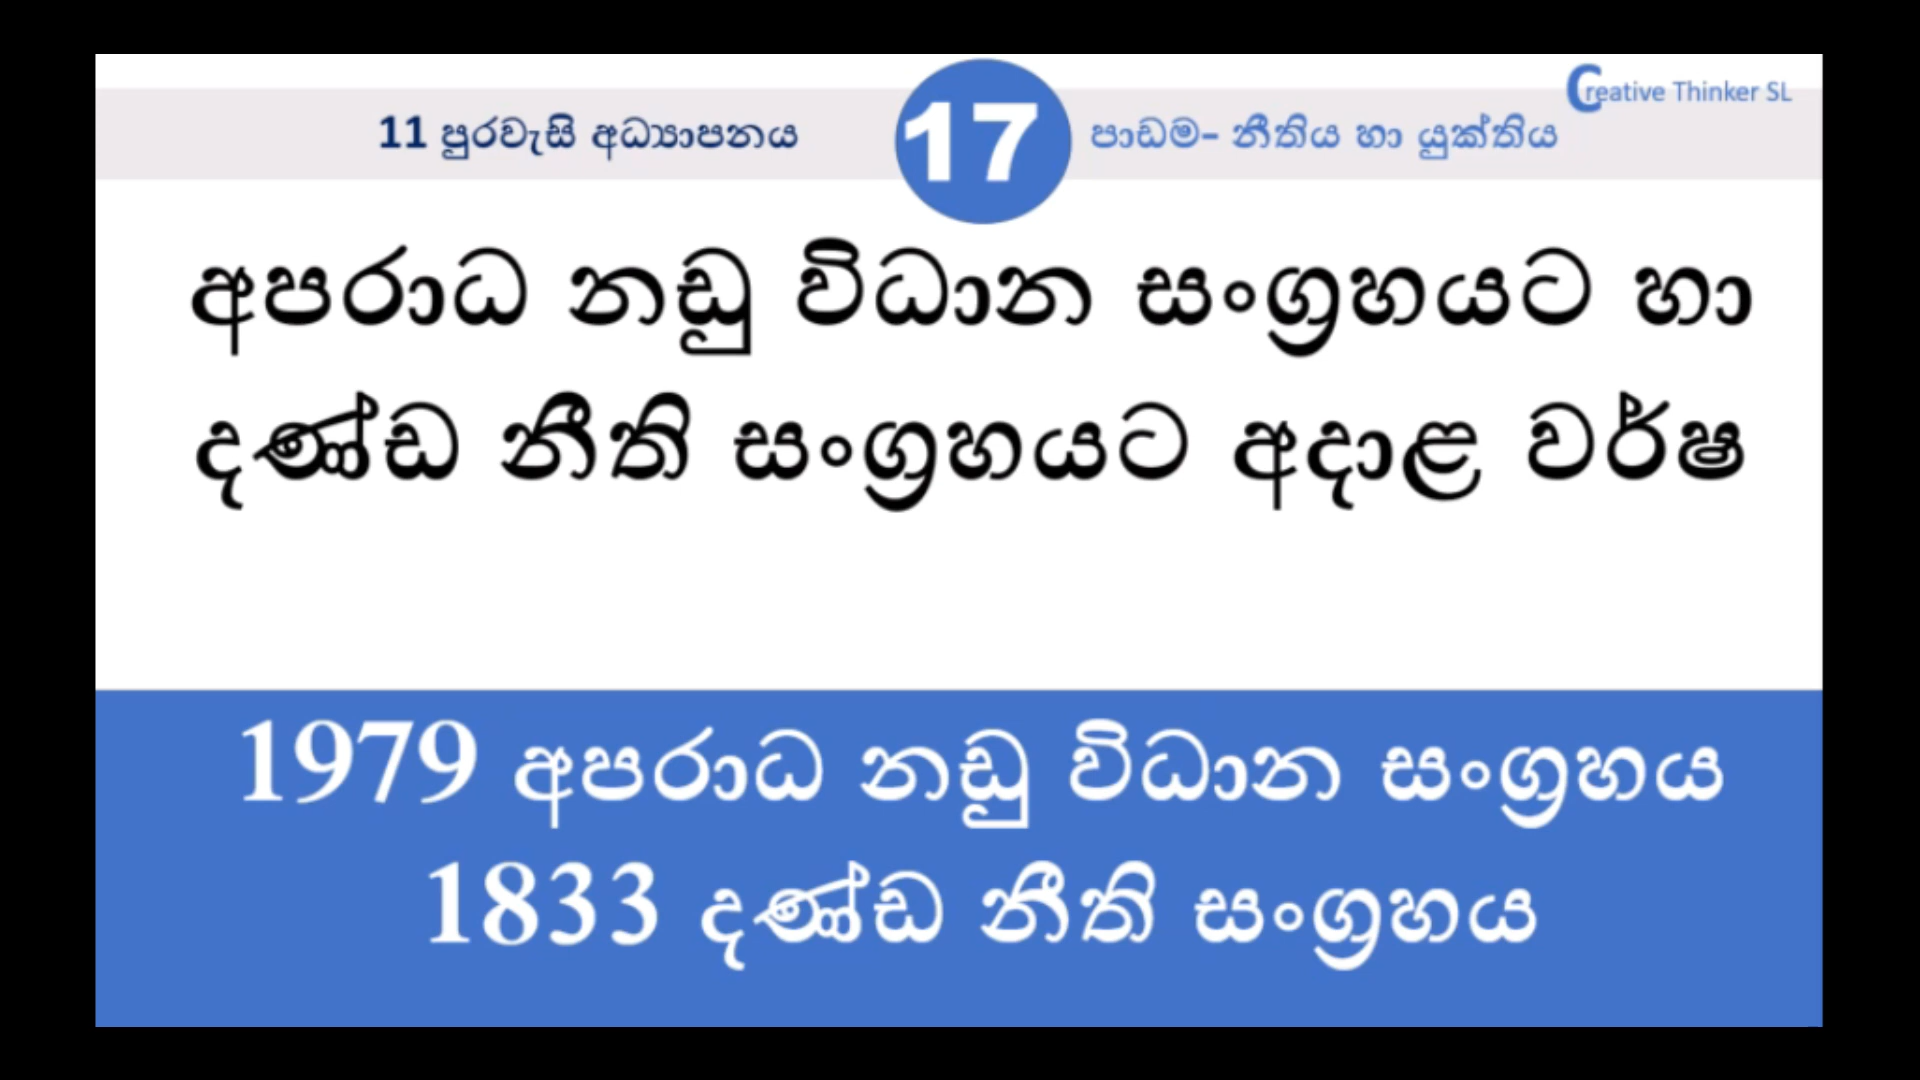 Creative Thinker SL
11 පුරවැසි අධ්‍යාපනය
17
පාඩම- නීතිය හා යුක්තිය
අපරාධ නඩු විධාන සංග්‍රහයට හා
දණ්ඩ නීති සංග්‍රහයට අදාළ වර්ෂ
1979 අපරාධ නඩු විධාන සංග්‍රහය
1833 දණ්ඩ නීති සංග්‍රහය